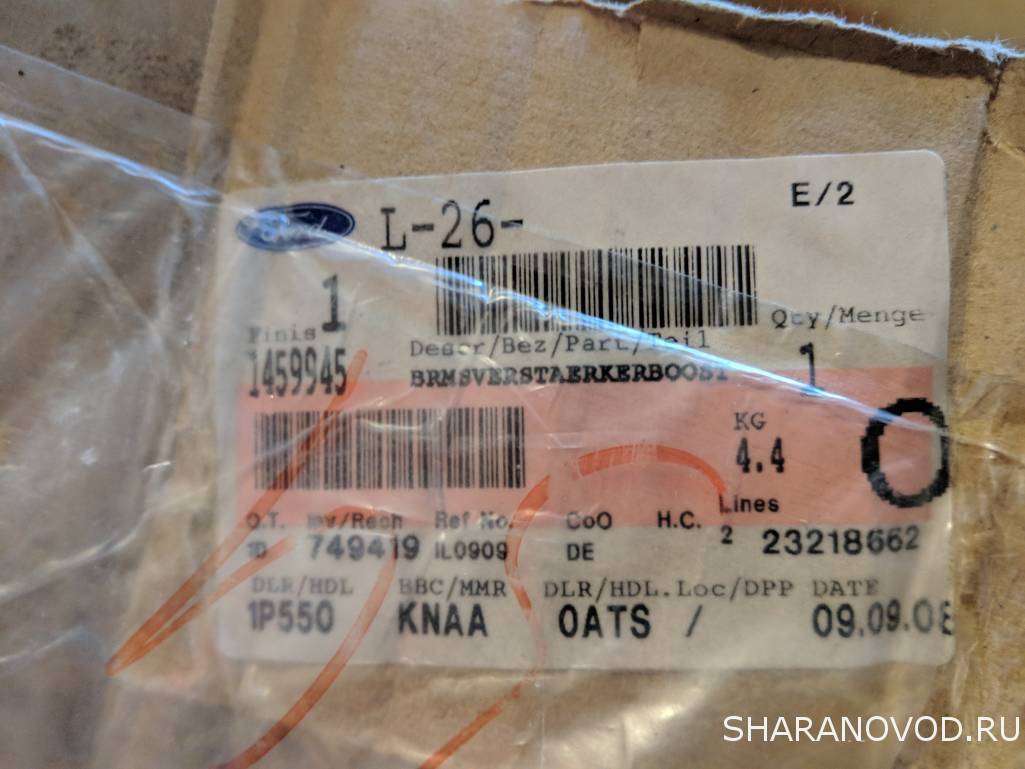 Ford L-26- E/2
Finis 1 Qty/Menge
1459945 Descr/Bez/Part/Teil 1
BRMSVERSTAERKERBOOST
KG
4.4 O
Lines
O.T. Inv/Rech Ref No. CoO H.C.
1D 749419 IL0909 DE 2 23218662
DLR/HDL BBC/MMR DLR/HDL.Loc/DPP DATE
1P550 KNAA OATS / 09.09.08
SHARANOVOD.RU